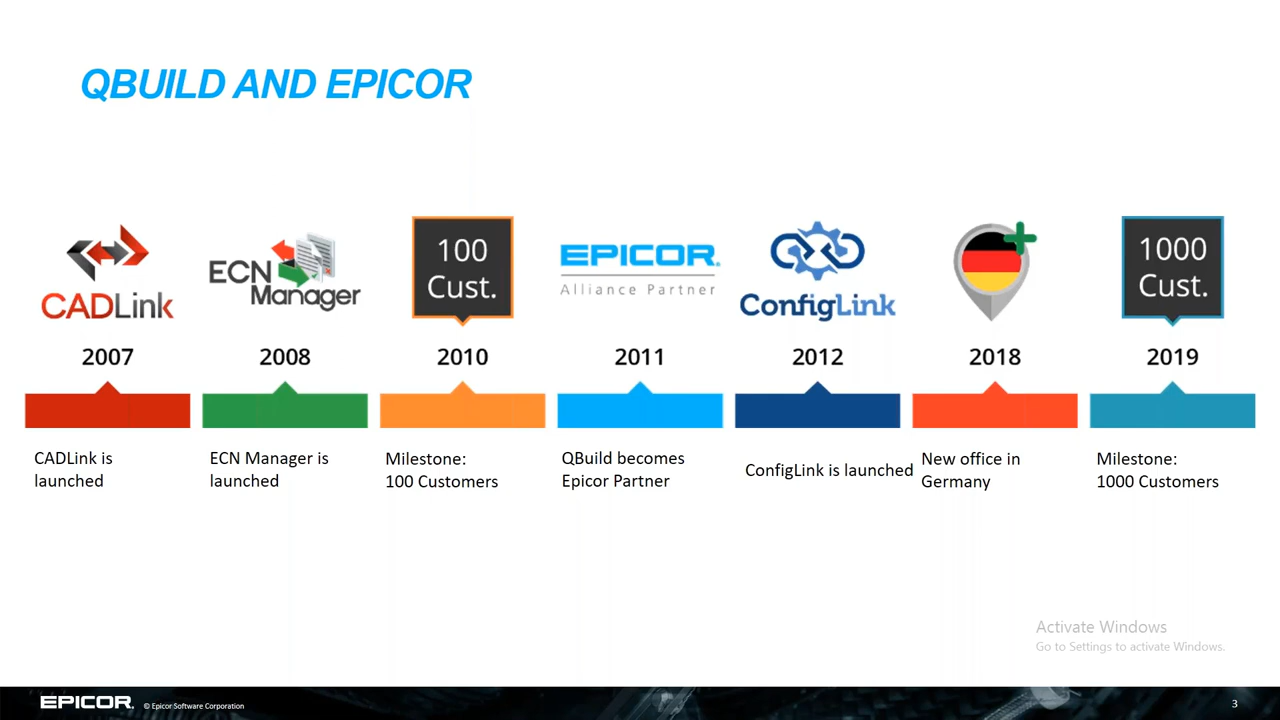 QBUILD AND EPICOR
CADLink
ECN
Manager
100
Cust.
EPICOR.
Alliance Partner
ConfigLink
1000
Cust.
2007
2008
2010
2011
2012
2018
2019
CADLink is
launched
ECN Manager is
launched
Milestone:
100 Customers
QBuild becomes
Epicor Partner
ConfigLink is launched
New office in
Germany
Milestone:
1000 Customers
Activate Windows
Go to Settings to activate Windows.
EPICOR.
© Epicor Software Corporation
3